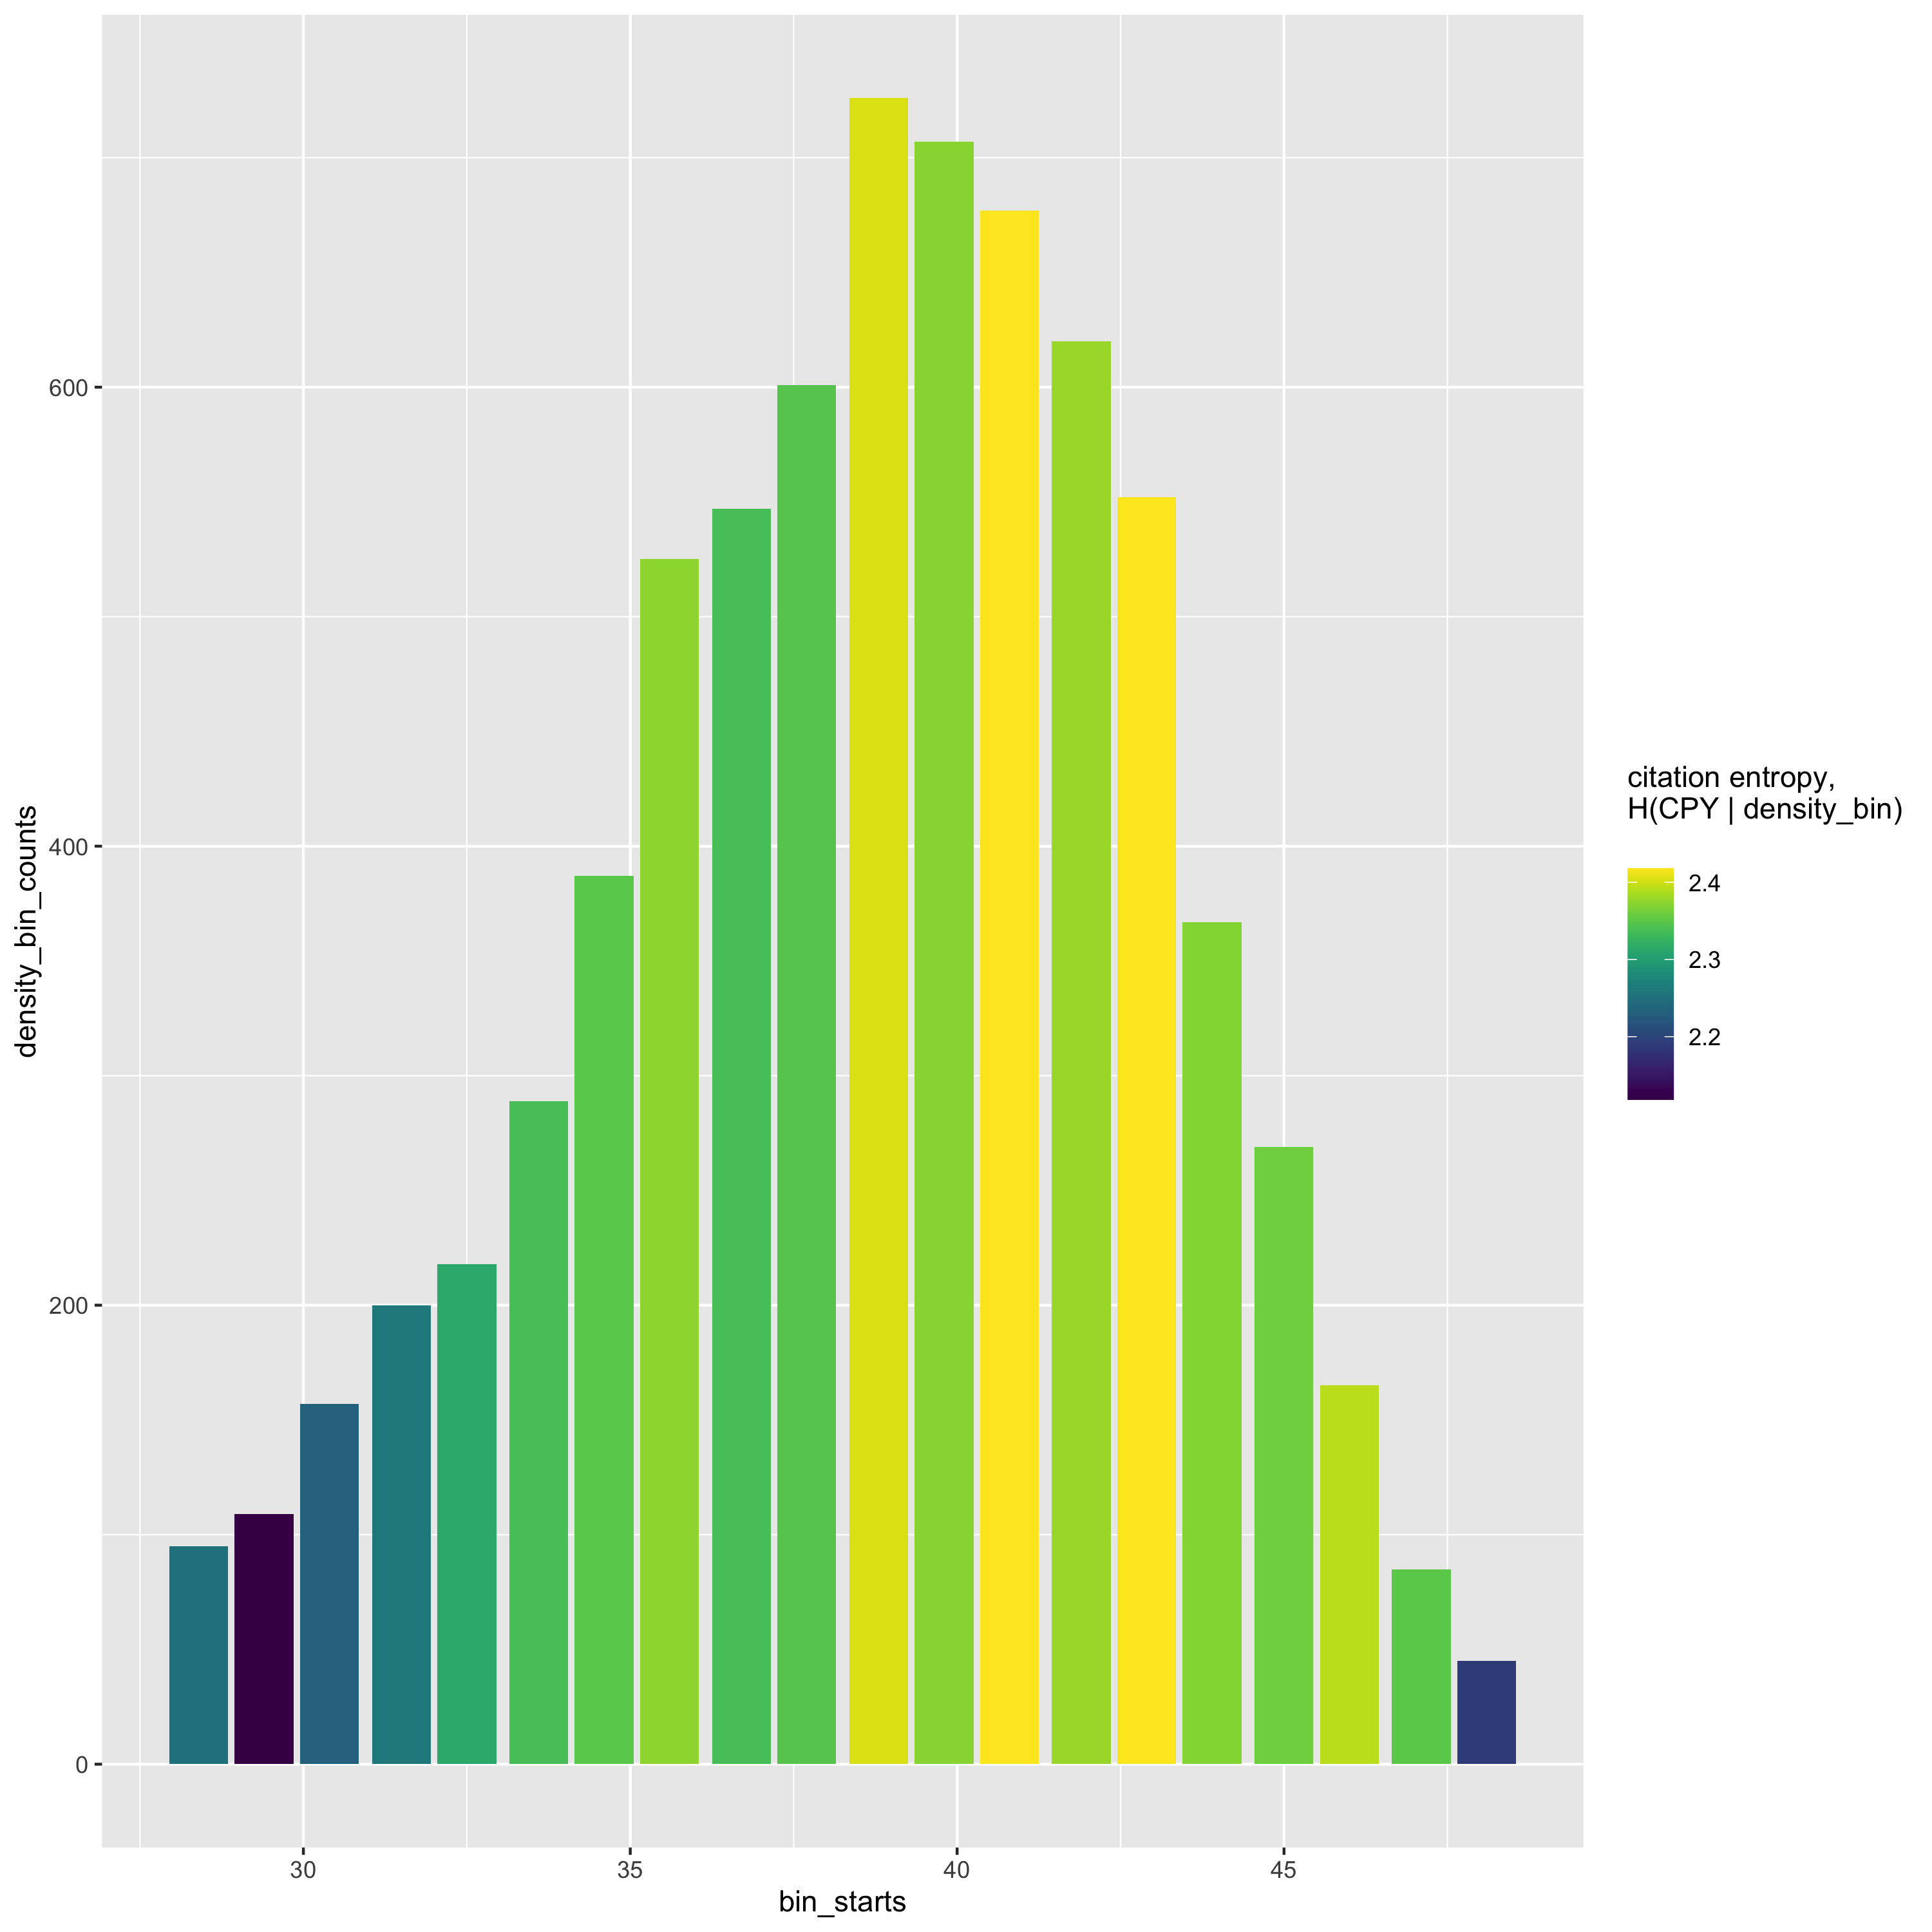 600
400
200
0
density_bin_counts
30
35
40
45
bin_starts
citation entropy,
H(CPY | density_bin)
2.4
2.3
2.2